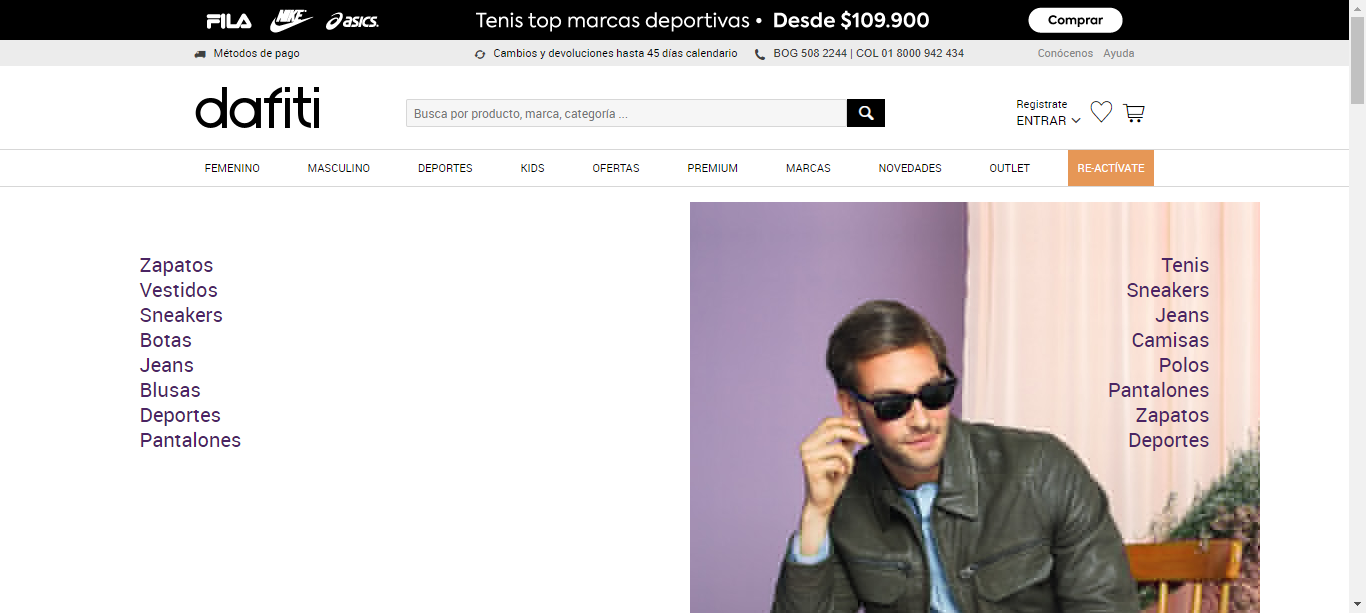 FILA NIKE asics. Tenis top marcas deportivas • Desde $109.900 Comprar
Métodos de pago Cambios y devoluciones hasta 45 días calendario BOG 508 2244 | COL 01 8000 942 434 Conócenos Ayuda
dafiti
Busca por producto, marca, categoría ...
Registrate
ENTRAR
FEMENINO MASCULINO DEPORTES KIDS OFERTAS PREMIUM MARCAS NOVEDADES OUTLET RE-ACTÍVATE
Zapatos
Vestidos
Sneakers
Botas
Jeans
Blusas
Deportes
Pantalones
Tenis
Sneakers
Jeans
Camisas
Polos
Pantalones
Zapatos
Deportes